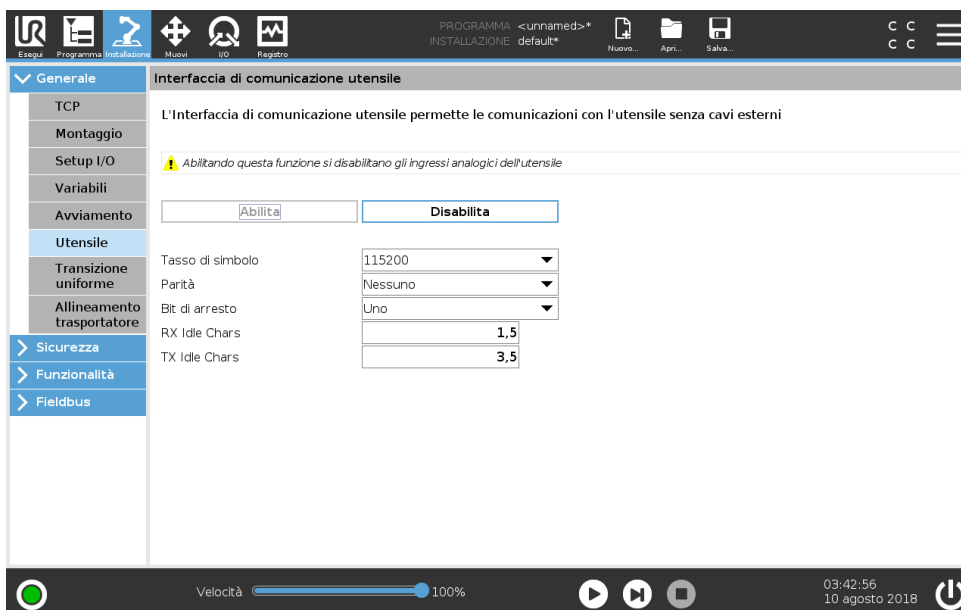 UR
Esegui
Programma
Installazione
Muovi
I/O
Registro
PROGRAMMA <unnamed>*
INSTALLAZIONE default*
Nuovo...
Apri...
Salva...
C C
C C
Generale
TCP
Montaggio
Setup I/O
Variabili
Avviamento
Utensile
Transizione
uniforme
Allineamento
trasportatore
Sicurezza
Funzionalità
Fieldbus
Interfaccia di comunicazione utensile
L'Interfaccia di comunicazione utensile permette le comunicazioni con l'utensile senza cavi esterni
Abilitando questa funzione si disabilitano gli ingressi analogici dell'utensile
Abilita
Disabilita
Tasso di simbolo 115200
Parità Nessuno
Bit di arresto Uno
RX Idle Chars 1,5
TX Idle Chars 3,5
Velocità 100%
03:42:56
10 agosto 2018